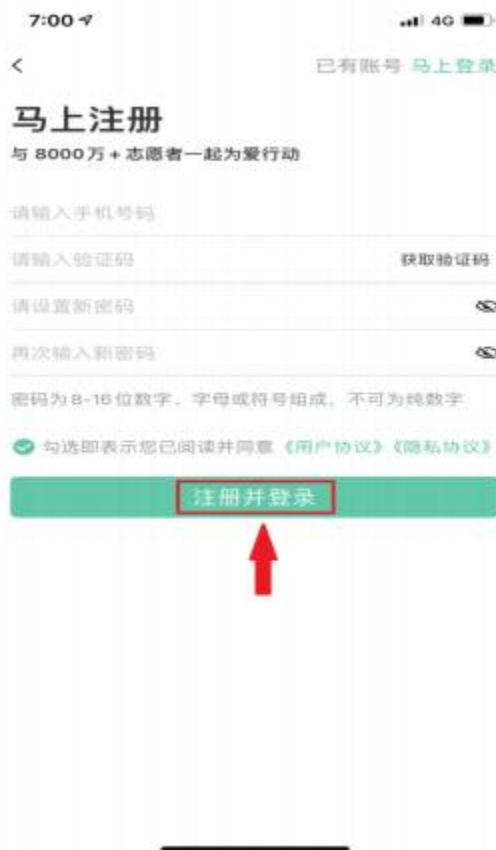 7:00
4G
已有账号 马上登录
马上注册
与 8000万+志愿者一起为爱行动
请输入手机号码
请输入验证码 获取验证码
请设置新密码
再次输入新密码
密码为8-16位数字、字母或符号组成，不可为纯数字
勾选即表示您已阅读并同意《用户协议》《隐私协议》
注册并登录